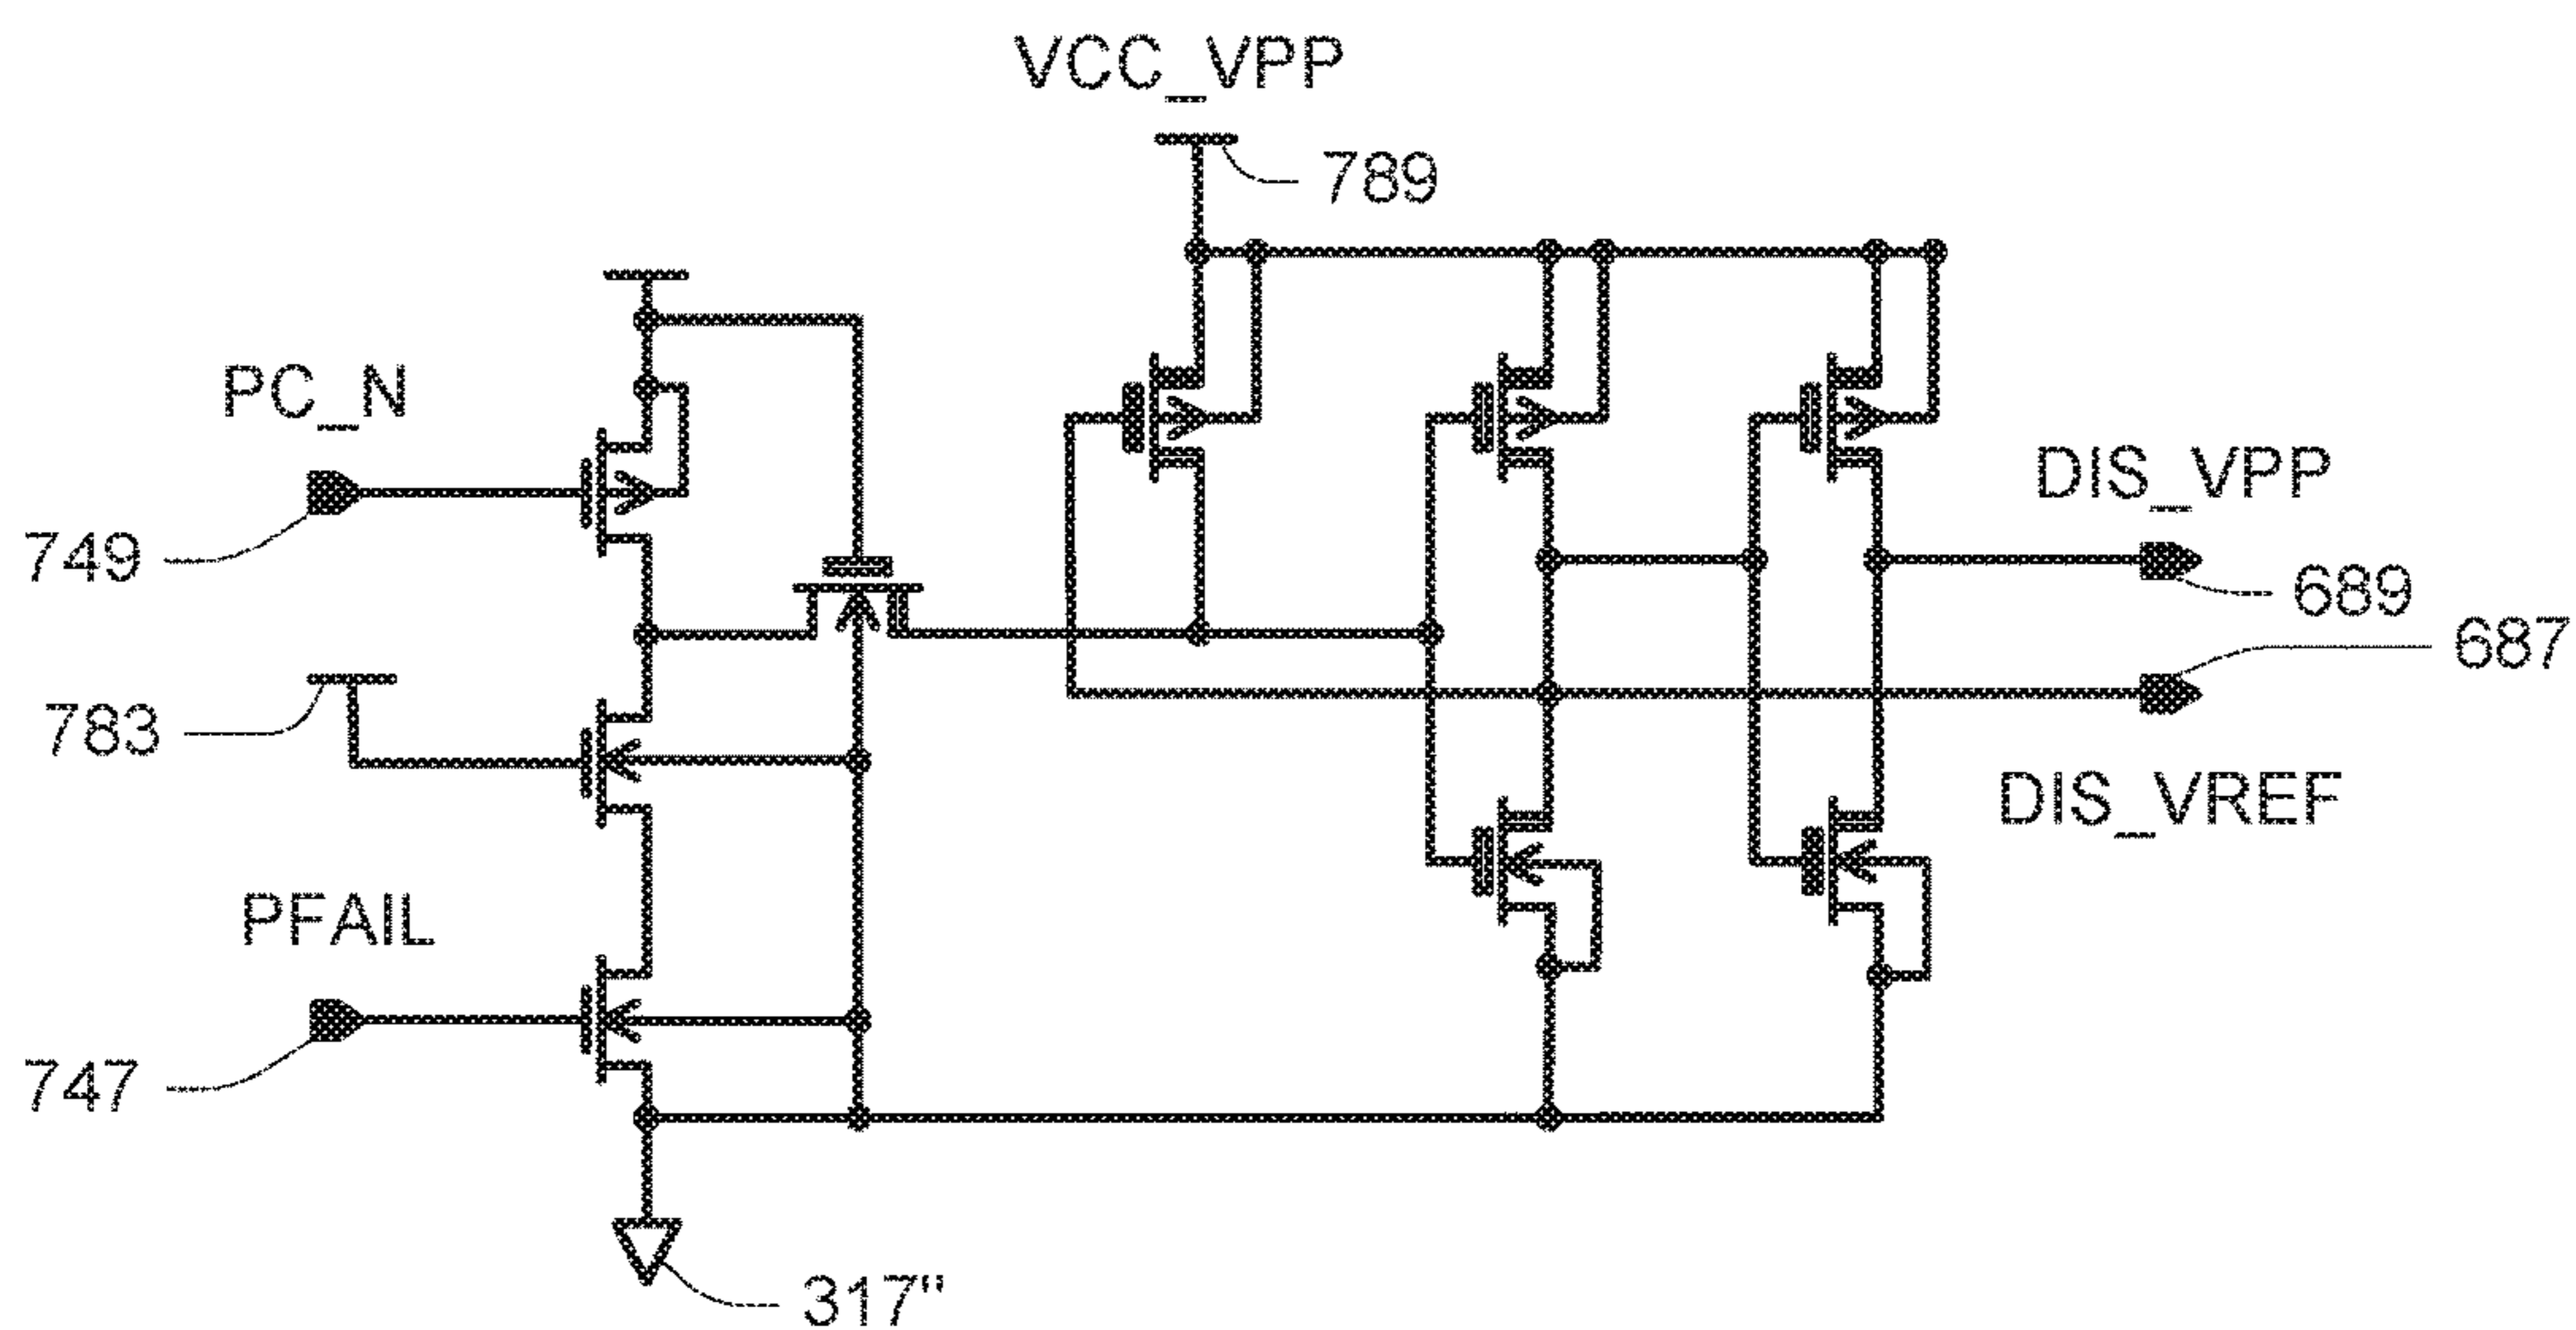 VCC_VPP
789
PC_N
749
DIS_VPP
689
687
783
DIS_VREF
PFAIL
747
317"